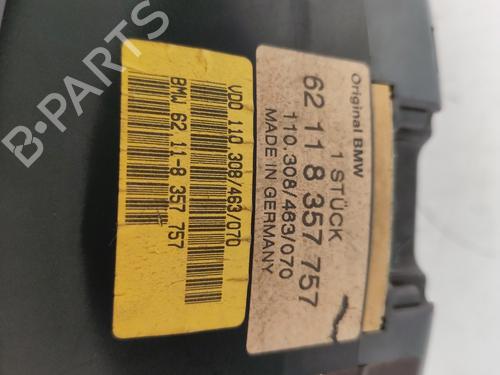 VDO 110.308/463/070
BMW 62 11-8 357 757
Original BMW
1 STÜCK
62 11 8 357 757
110.308/463/070
MADE IN GERMANY
B-PARTS